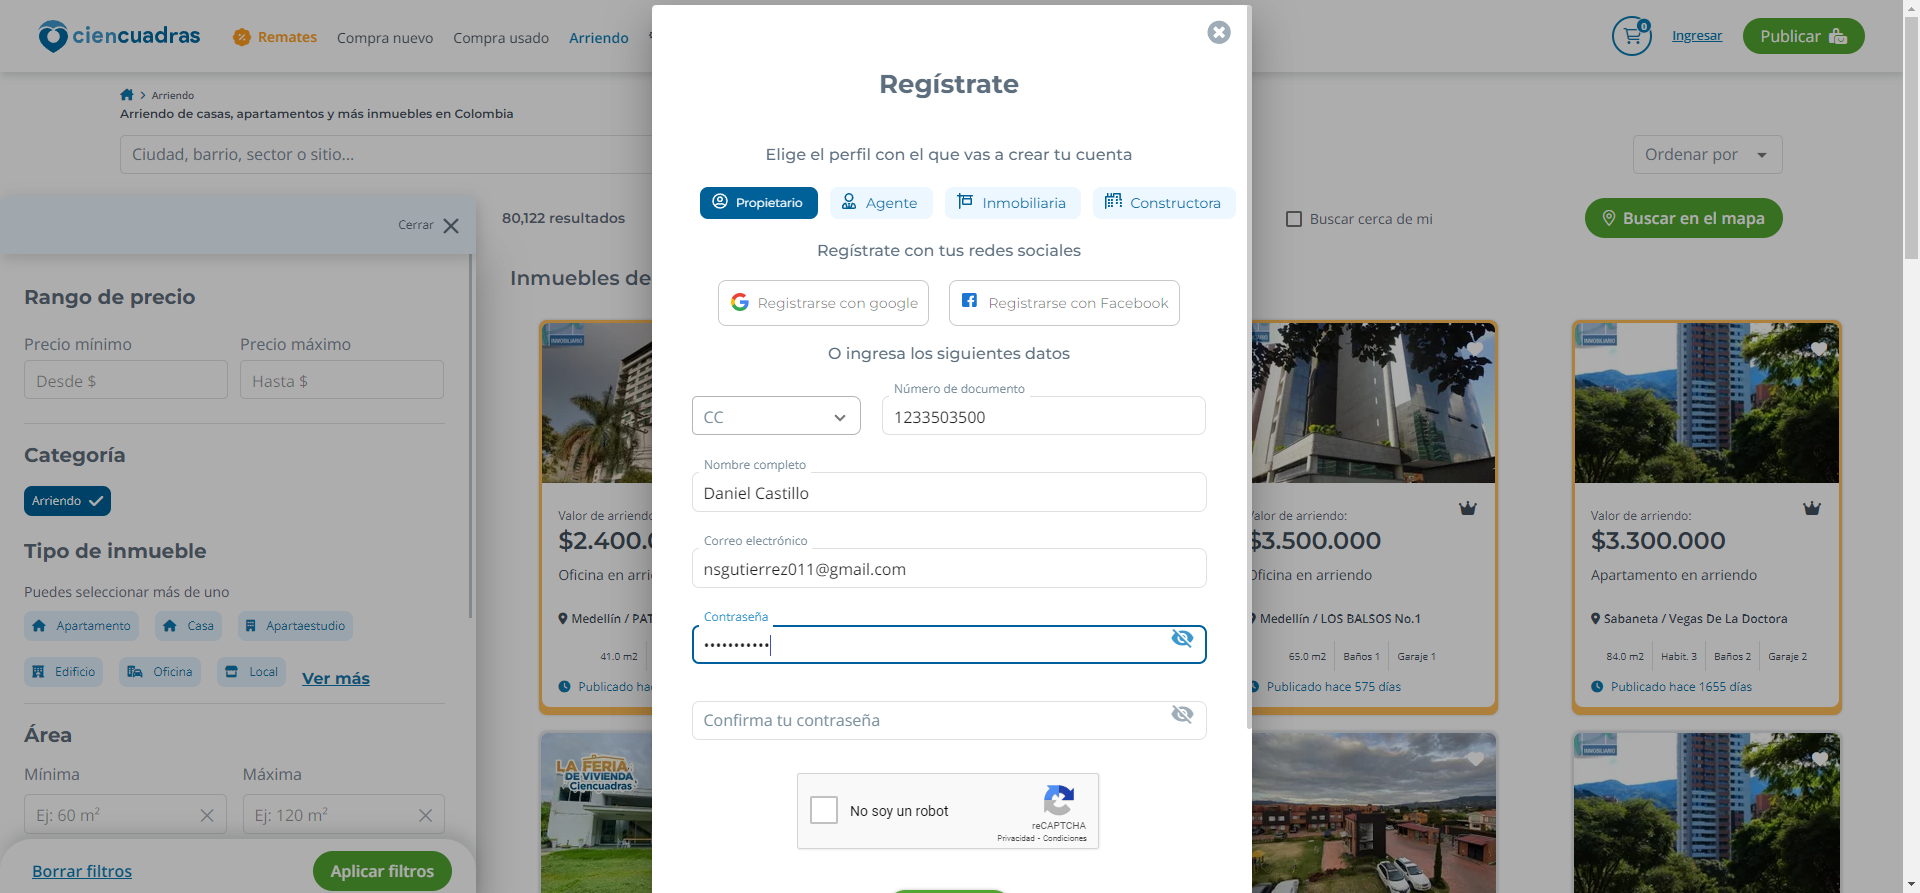 ciencuadras
Remates
Compra nuevo
Compra usado
Arriendo
0
Ingresar
Publicar
Arriendo
Arriendo de casas, apartamentos y más inmuebles en Colombia
Ciudad, barrio, sector o sitio...
Ordenar por
Cerrar
80,122 resultados
Buscar cerca de mi
Buscar en el mapa
Inmuebles de
Rango de precio
Precio mínimo
Precio máximo
Desde $
Hasta $
Categoría
Arriendo
Tipo de inmueble
Puedes seleccionar más de uno
Apartamento
Casa
Apartaestudio
Edificio
Oficina
Local
Ver más
Área
Mínima
Máxima
Ej: 60 m²
Ej: 120 m²
Borrar filtros
Aplicar filtros
Regístrate
Elige el perfil con el que vas a crear tu cuenta
Propietario
Agente
Inmobiliaria
Constructora
Regístrate con tus redes sociales
Registrarse con google
Registrarse con Facebook
O ingresa los siguientes datos
CC
Número de documento
1233503500
Nombre completo
Daniel Castillo
Correo electrónico
nsgutierrez011@gmail.com
Contraseña
•••••••••••
Confirma tu contraseña
No soy un robot
reCAPTCHA
Privacidad - Condiciones
INMOBILIARIO
Valor de arriendo:
$2.400.
Oficina en arri
Medellín / PAT
41.0 m2
Publicado ha
LA FERIA
DE VIVIENDA
Ciencuadras
alor de arriendo:
$3.500.000
Oficina en arriendo
Medellín / LOS BALSOS No.1
65.0 m2
Baños 1
Garaje 1
Publicado hace 575 días
INMOBILIARIO
Valor de arriendo:
$3.300.000
Apartamento en arriendo
Sabaneta / Vegas De La Doctora
84.0 m2
Habit. 3
Baños 2
Garaje 2
Publicado hace 1655 días
INMOBILIARIO